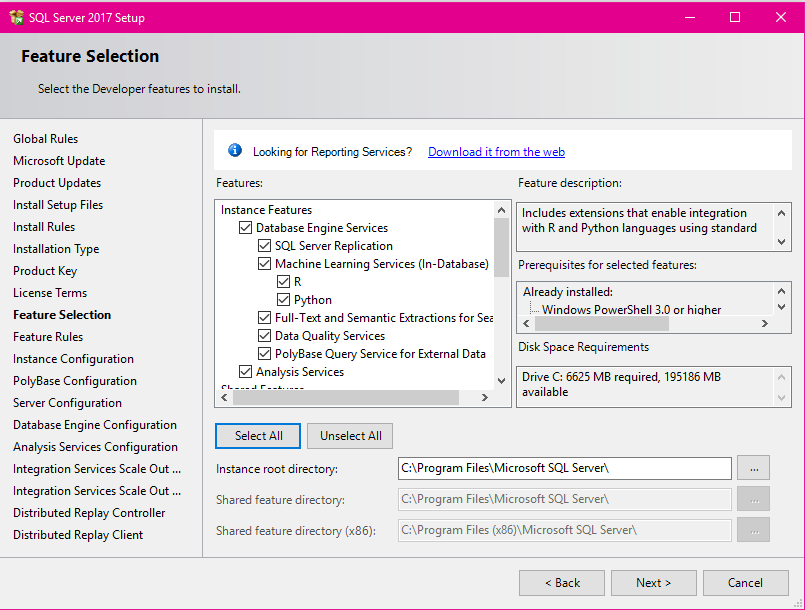 SQL Server 2017 Setup
Feature Selection
Select the Developer features to install.
Global Rules
Microsoft Update
Product Updates
Install Setup Files
Install Rules
Installation Type
Product Key
License Terms
Feature Selection
Feature Rules
Instance Configuration
PolyBase Configuration
Server Configuration
Database Engine Configuration
Analysis Services Configuration
Integration Services Scale Out ...
Integration Services Scale Out ...
Distributed Replay Controller
Distributed Replay Client
Looking for Reporting Services? Download it from the web
Features:
Instance Features
Database Engine Services
SQL Server Replication
Machine Learning Services (In-Database)
R
Python
Full-Text and Semantic Extractions for Sea
Data Quality Services
PolyBase Query Service for External Data
Analysis Services
Shared Features
Feature description:
Includes extensions that enable integration
with R and Python languages using standard
Prerequisites for selected features:
Already installed:
Windows PowerShell 3.0 or higher
Disk Space Requirements
Drive C: 6625 MB required, 195186 MB
available
Select All
Unselect All
Instance root directory:
C:\Program Files\Microsoft SQL Server\
...
Shared feature directory:
C:\Program Files\Microsoft SQL Server\
...
Shared feature directory (x86):
C:\Program Files (x86)\Microsoft SQL Server\
...
< Back
Next >
Cancel